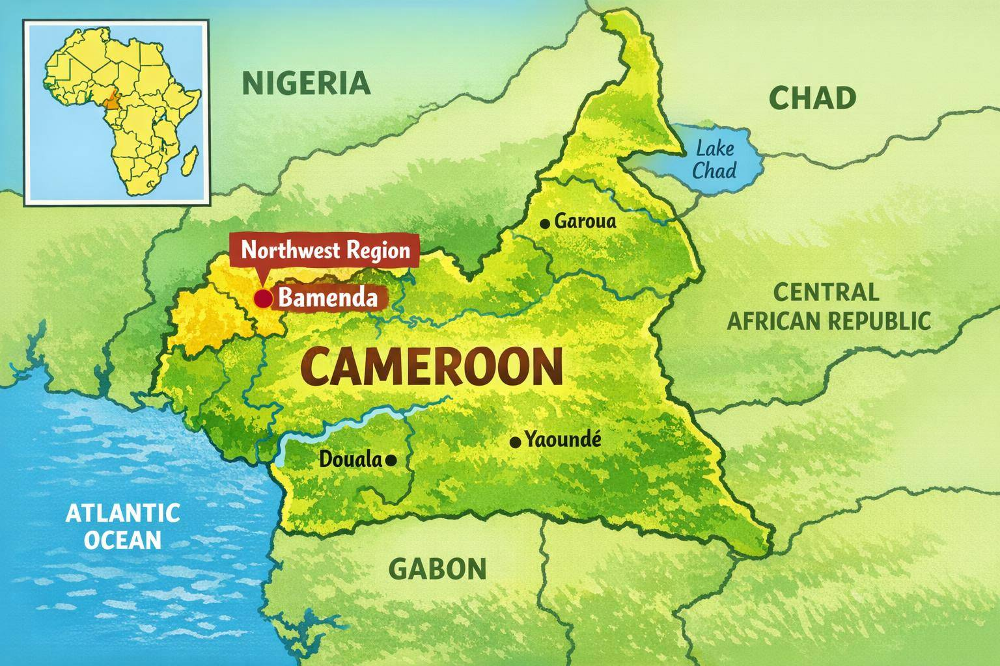 NIGERIA
CHAD
Lake
Chad
Garoua
Northwest Region
Bamenda
CENTRAL
AFRICAN REPUBLIC
CAMEROON
Yaoundé
Douala
ATLANTIC
OCEAN
GABON